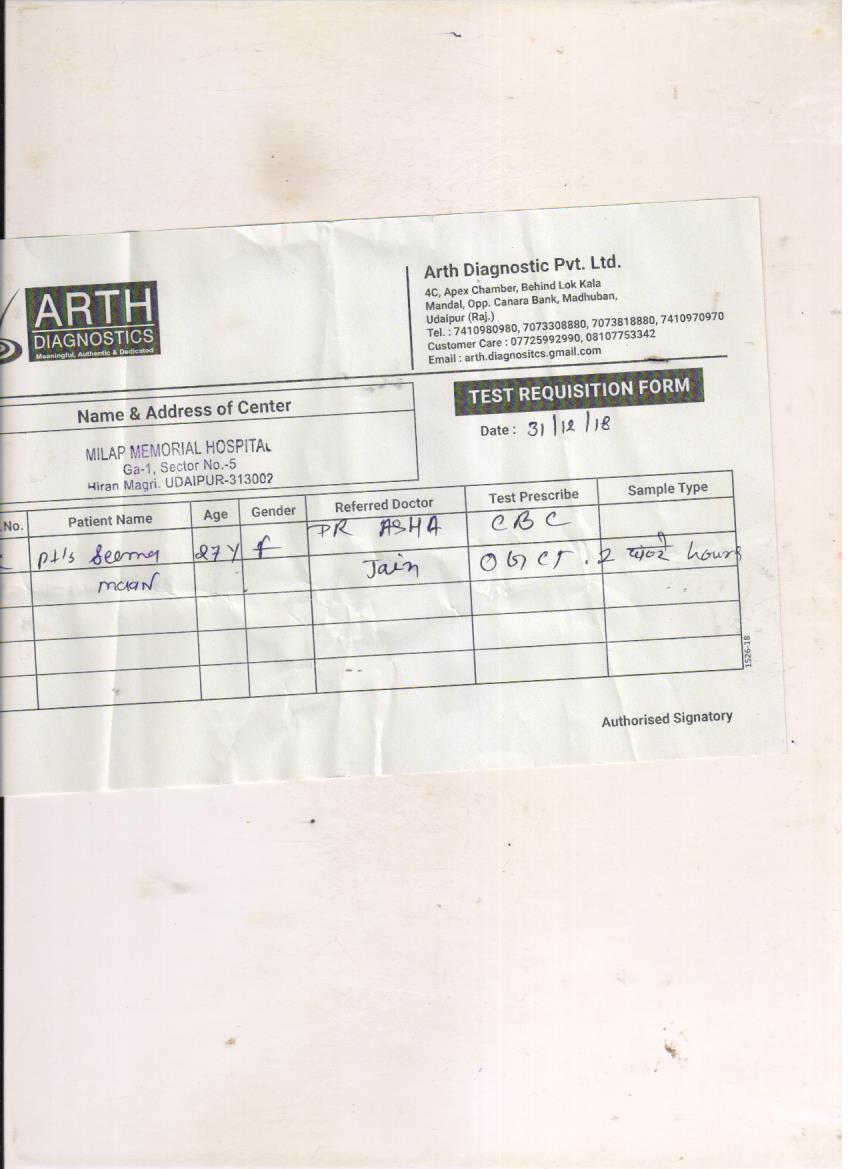 ARTH
DIAGNOSTICS
Meaningful, Authentic & Dedicated
Arth Diagnostic Pvt. Ltd.
4C, Apex Chamber, Behind Lok Kala
Mandal, Opp. Canara Bank, Madhuban,
Udaipur (Raj.)
Tel. : 7410980980, 7073308880, 7073818880, 7410970970
Customer Care : 07725992990, 08107753342
Email : arth.diagnositcs.gmail.com
TEST REQUISITION FORM
Date : 31/12/18
Name & Address of Center
MILAP MEMORIAL HOSPITAL
Ga-1, Sector No.-5
Hiran Magri. UDAIPUR-313002
.No. Patient Name Age Gender Referred Doctor Test Prescribe Sample Type
DR ASHA CBC
Seema 27 Y f Jain 2 hours
1526-18
Authorised Signatory